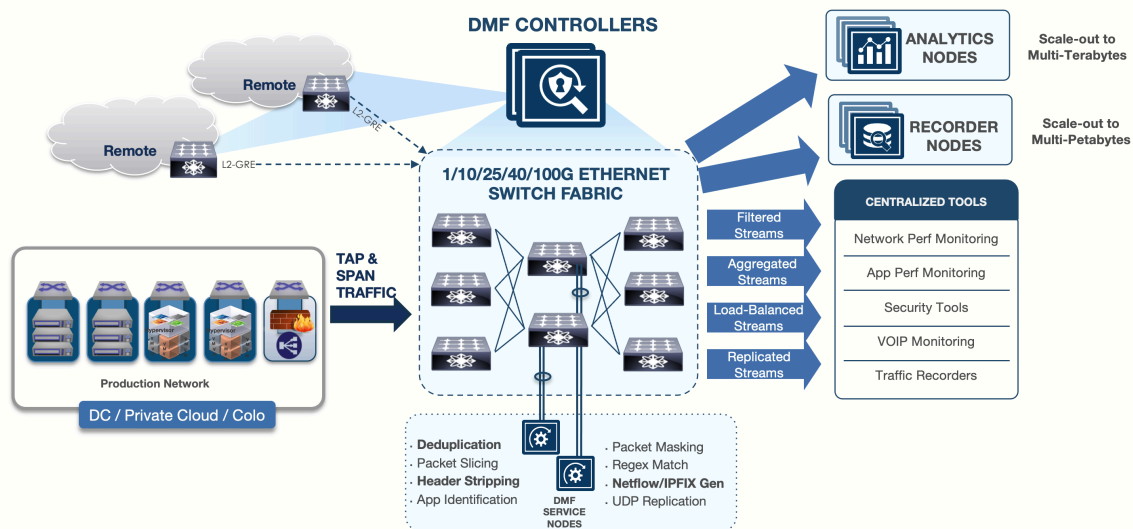 DMF CONTROLLERS
ANALYTICS
NODES
Scale-out to
Multi-Terabytes
RECORDER
NODES
Scale-out to
Multi-Petabytes
Remote
L2-GRE
Remote
L2-GRE
1/10/25/40/100G ETHERNET
SWITCH FABRIC
CENTRALIZED TOOLS
Network Perf Monitoring
App Perf Monitoring
Security Tools
VOIP Monitoring
Traffic Recorders
Filtered
Streams
Aggregated
Streams
Load-Balanced
Streams
Replicated
Streams
TAP &
SPAN
TRAFFIC
ypervisor
ypervisor
Production Network
DC / Private Cloud / Colo
· Deduplication
· Packet Slicing
· Header Stripping
· App Identification
· Packet Masking
· Regex Match
· Netflow/IPFIX Gen
· UDP Replication
DMF
SERVICE
NODES